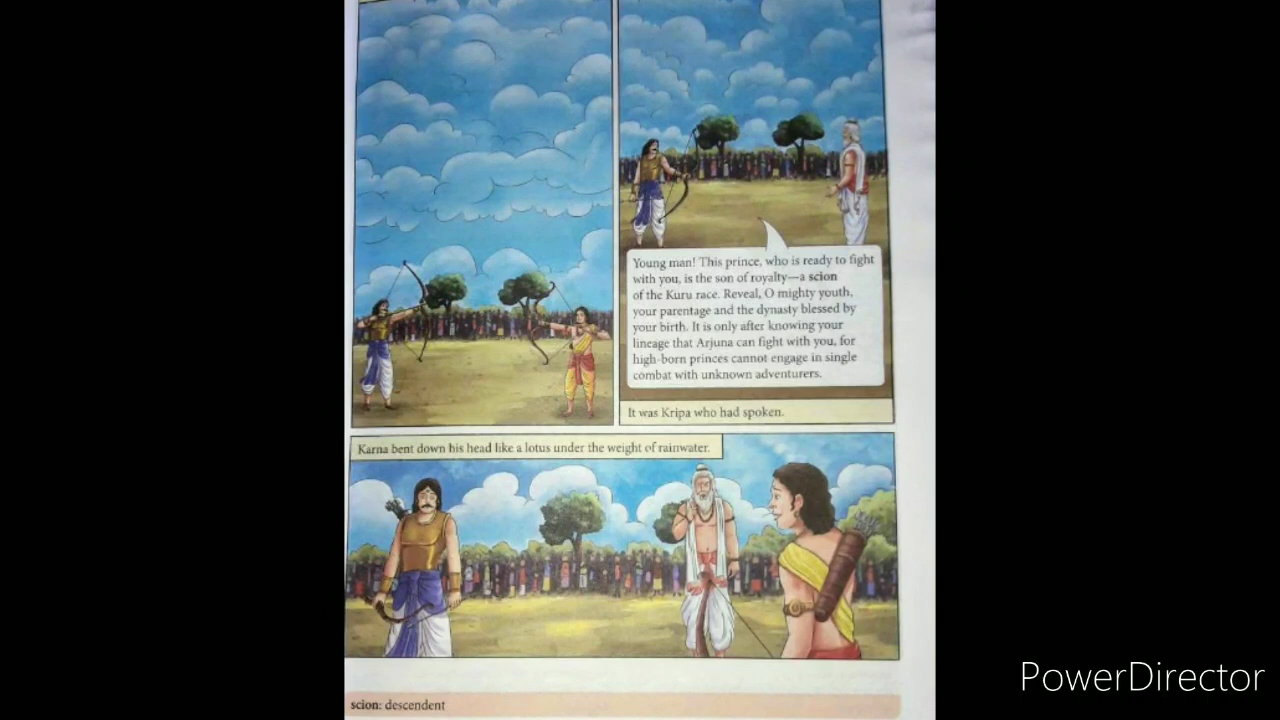 Young man! This prince, who is ready to fight
with you, is the son of royalty—a scion
of the Kuru race. Reveal, O mighty youth,
your parentage and the dynasty blessed by
your birth. It is only after knowing your
lineage that Arjuna can fight with you, for
high-born princes cannot engage in single
combat with unknown adventurers.
It was Kripa who had spoken.
Karna bent down his head like a lotus under the weight of rainwater.
scion: descendent
PowerDirector